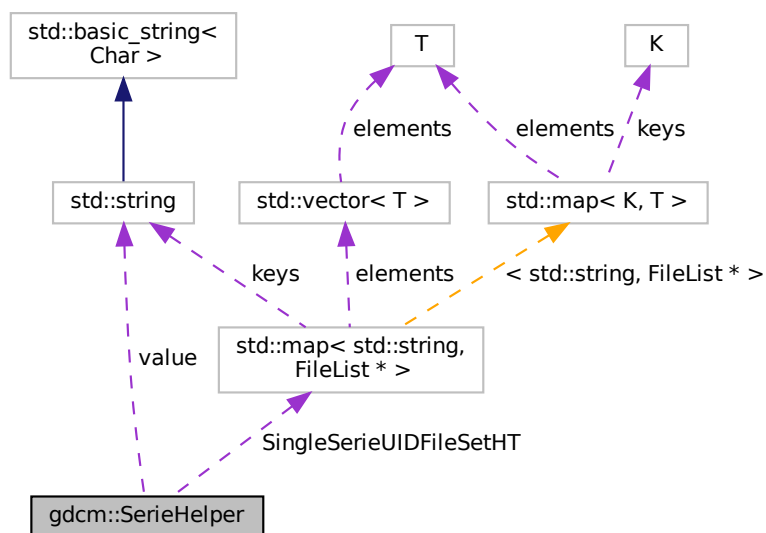 std::basic_string<
Char >
T
K
elements
elements
keys
std::string
std::vector< T >
std::map< K, T >
keys
elements
< std::string, FileList * >
std::map< std::string,
FileList * >
value
SingleSerieUIDFileSetHT
gdcm::SerieHelper